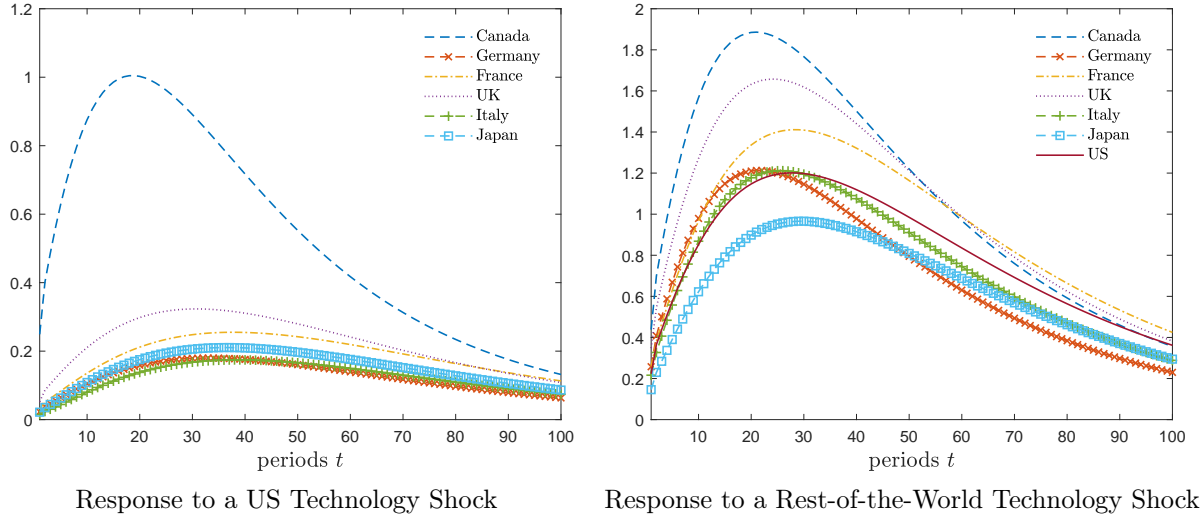 1.2
1
0.8
0.6
0.4
0.2
0
10 20 30 40 50 60 70 80 90 100
periods t
Canada
Germany
France
UK
Italy
Japan
Response to a US Technology Shock
2
1.8
1.6
1.4
1.2
1
0.8
0.6
0.4
0.2
0
10 20 30 40 50 60 70 80 90 100
periods t
Canada
Germany
France
UK
Italy
Japan
US
Response to a Rest-of-the-World Technology Shock